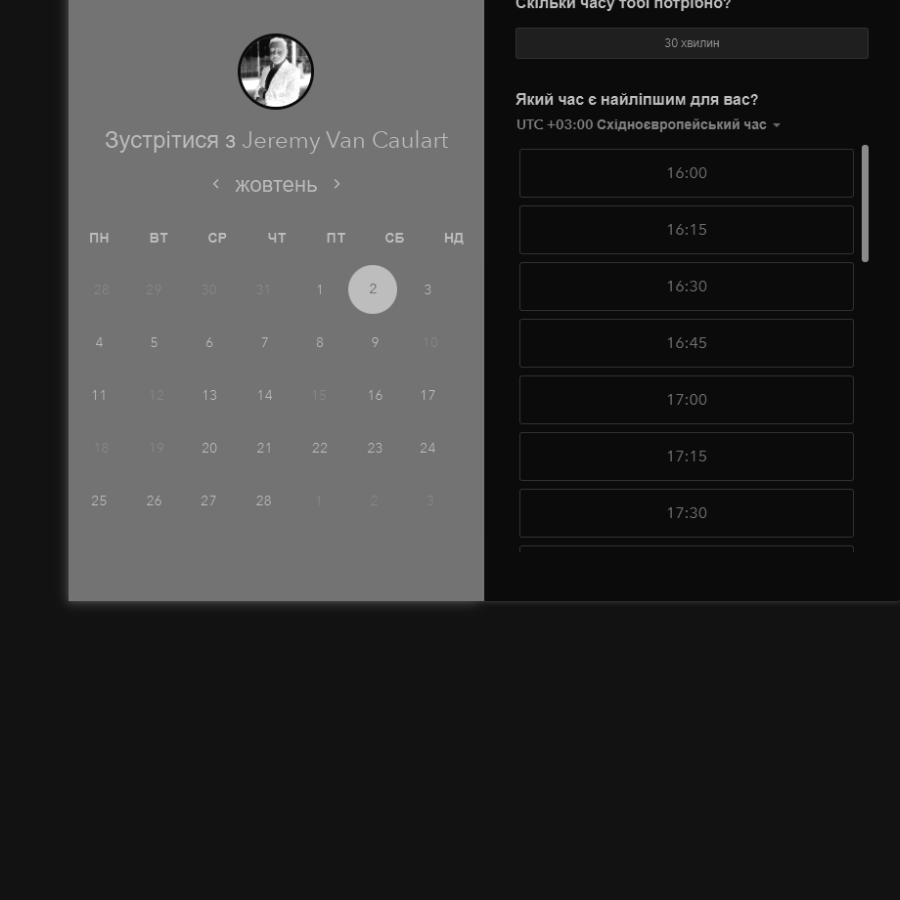 Зустрітися з Jeremy Van Caulart
жовтень
ПН ВТ СР ЧТ ПТ СБ НД
28 29 30 31 1 2 3
4 5 6 7 8 9 10
11 12 13 14 15 16 17
18 19 20 21 22 23 24
25 26 27 28 1 2 3
Скільки часу тобі потрібно?
30 хвилин
Який час є найліпшим для вас?
UTC +03:00 Східноєвропейський час
16:00
16:15
16:30
16:45
17:00
17:15
17:30